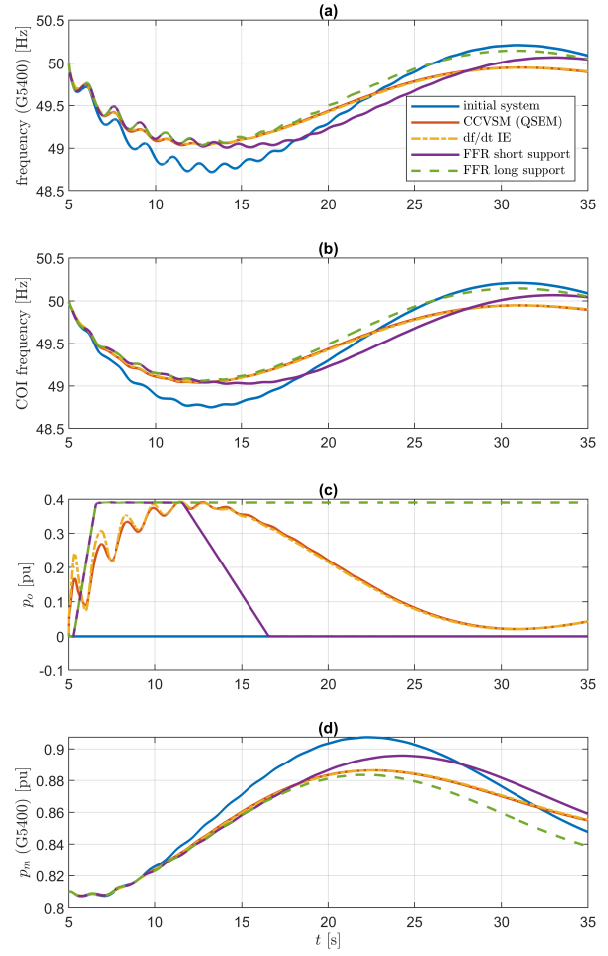 (a)
50.5
50
49.5
49
48.5
frequency (G5400) [Hz]
5 10 15 20 25 30 35
initial system
CCVSM (QSEM)
df/dt IE
FFR short support
FFR long support
(b)
50.5
50
49.5
49
48.5
COI frequency [Hz]
5 10 15 20 25 30 35
(c)
0.4
0.3
0.2
0.1
0
-0.1
p_o [pu]
5 10 15 20 25 30 35
(d)
0.9
0.88
0.86
0.84
0.82
0.8
p_m (G5400) [pu]
5 10 15 20 25 30 35
t [s]